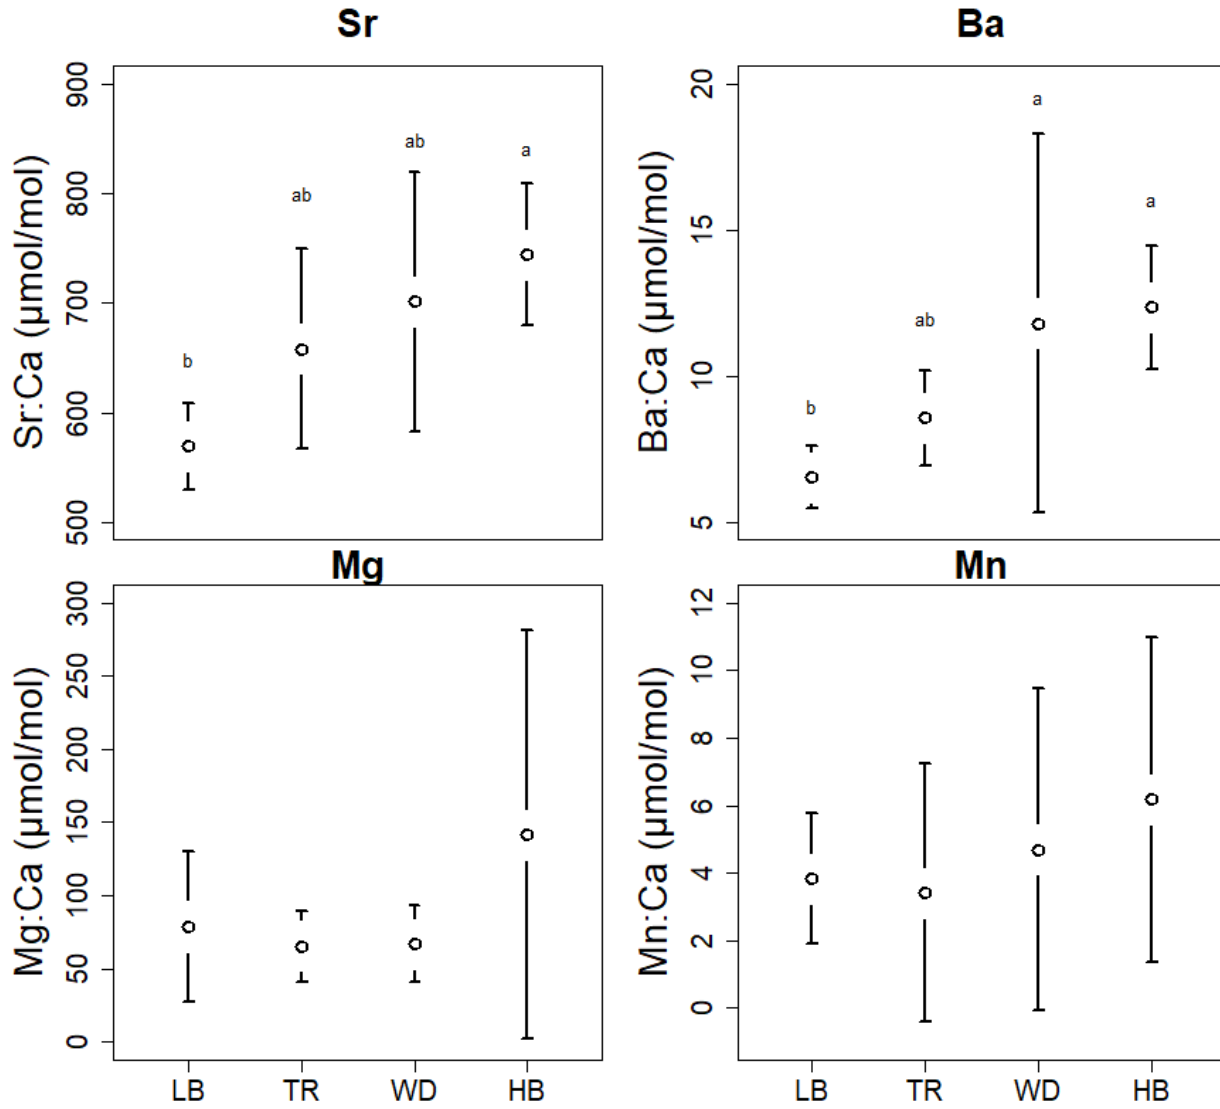 Sr
Sr:Ca (µmol/mol)
900
800
700
600
500
b
ab
ab
a
Ba
Ba:Ca (µmol/mol)
20
15
10
5
b
ab
a
a
Mg
Mg:Ca (µmol/mol)
300
250
200
150
100
50
0
LB TR WD HB
Mn
Mn:Ca (µmol/mol)
12
10
8
6
4
2
0
LB TR WD HB